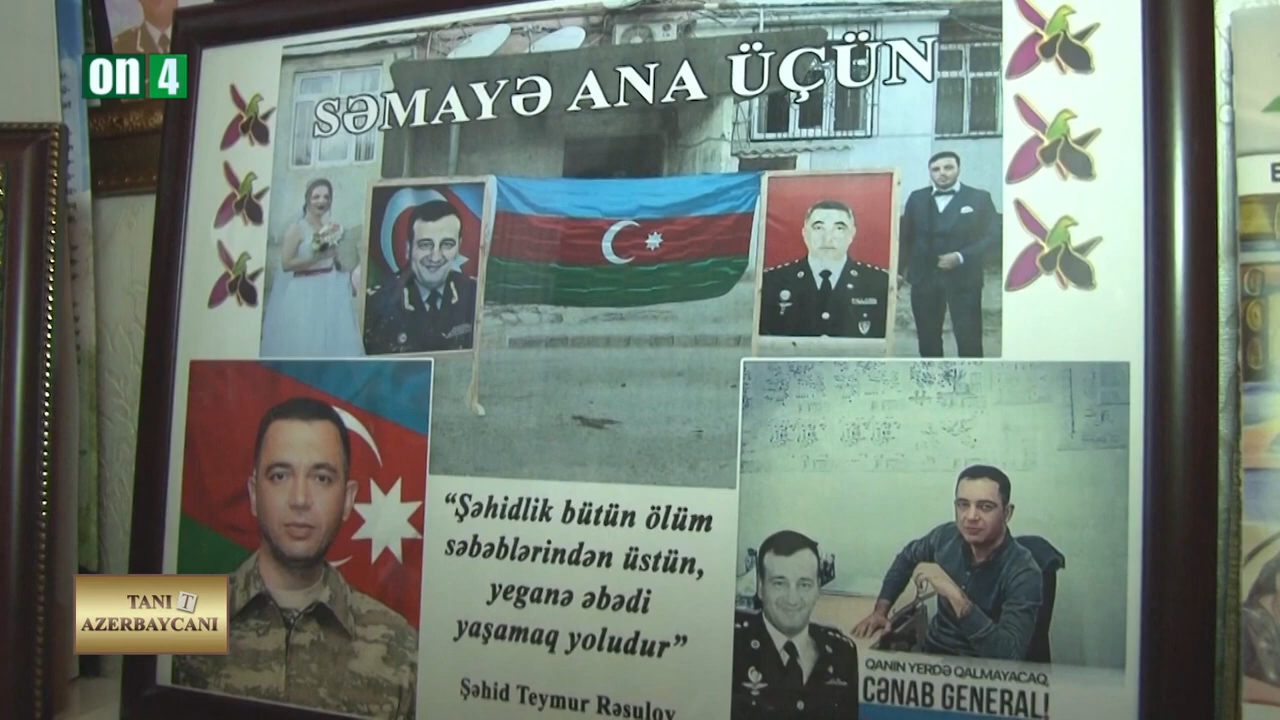 on 4
SƏMAYƏ ANA ÜÇÜN
“Şəhidlik bütün ölüm
səbəblərindən üstün,
yeganə əbədi
yaşamaq yoludur”
Şəhid Teymur Rəsulov
QANIN YERDƏ QALMAYACAQ,
CƏNAB GENERAL!
TANI T
AZERBAYCANI